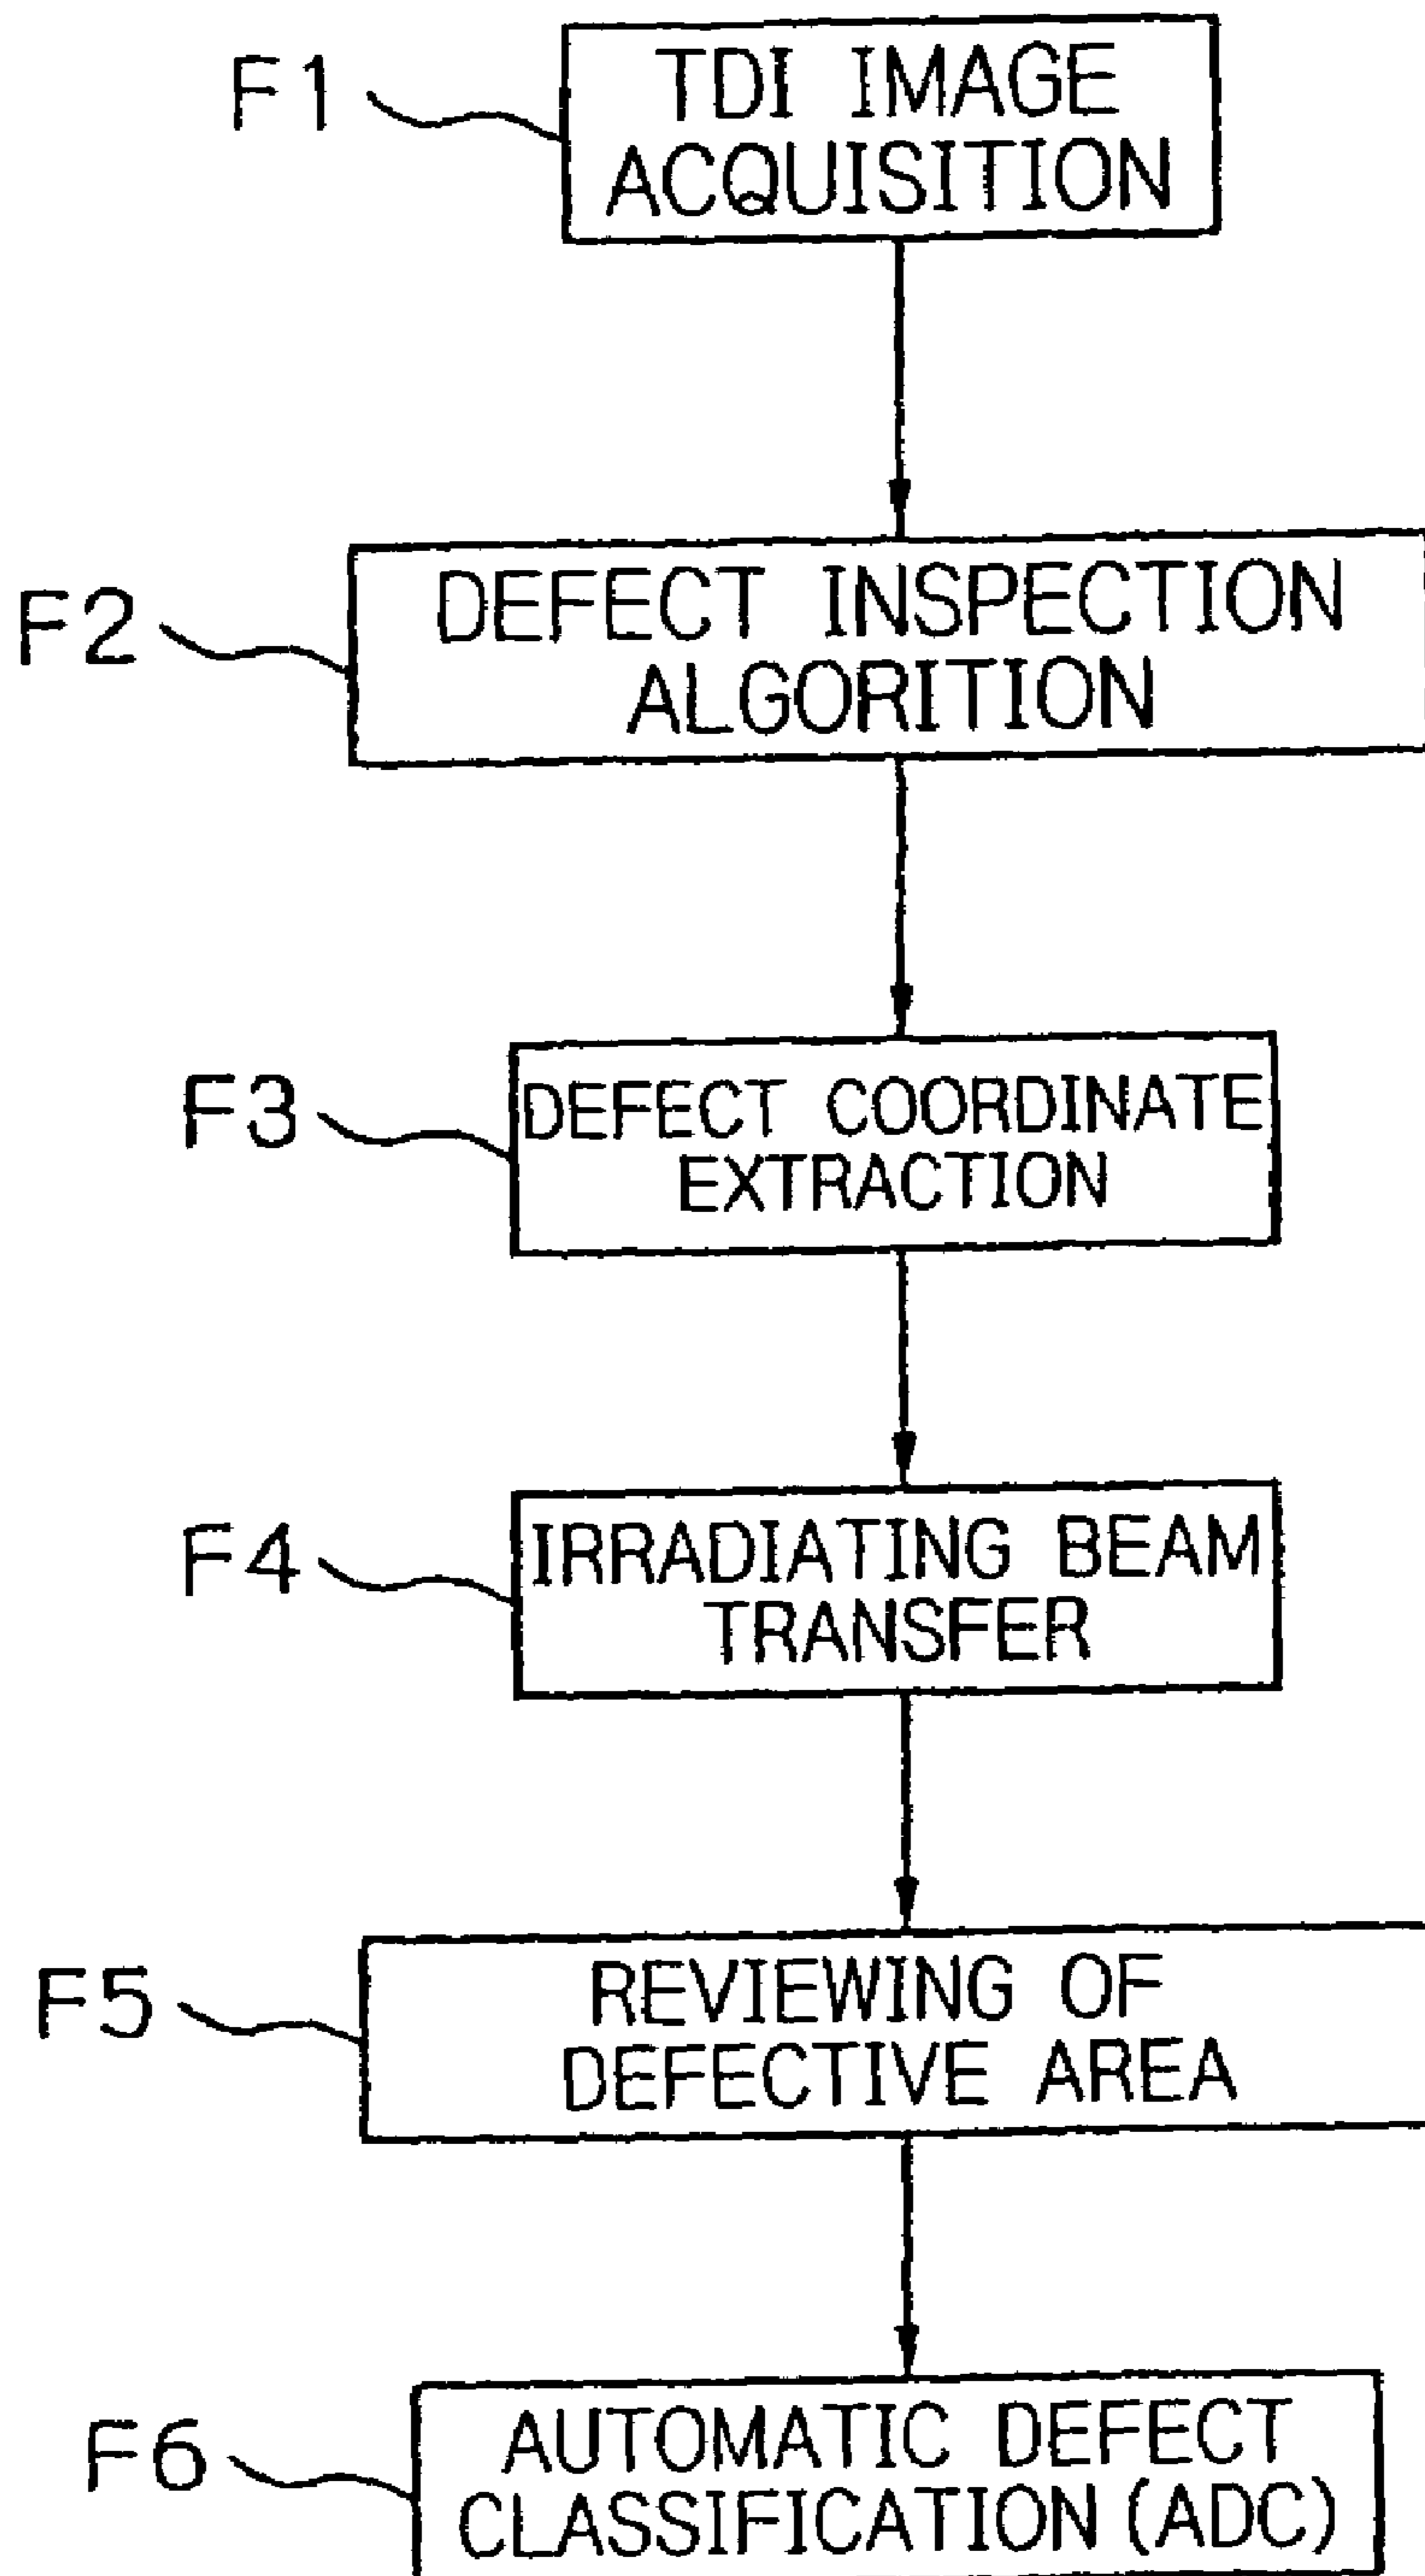 F1
TDI IMAGE
ACQUISITION
F2
DEFECT INSPECTION
ALGORITION
F3
DEFECT COORDINATE
EXTRACTION
F4
IRRADIATING BEAM
TRANSFER
F5
REVIEWING OF
DEFECTIVE AREA
F6
AUTOMATIC DEFECT
CLASSIFICATION (ADC)